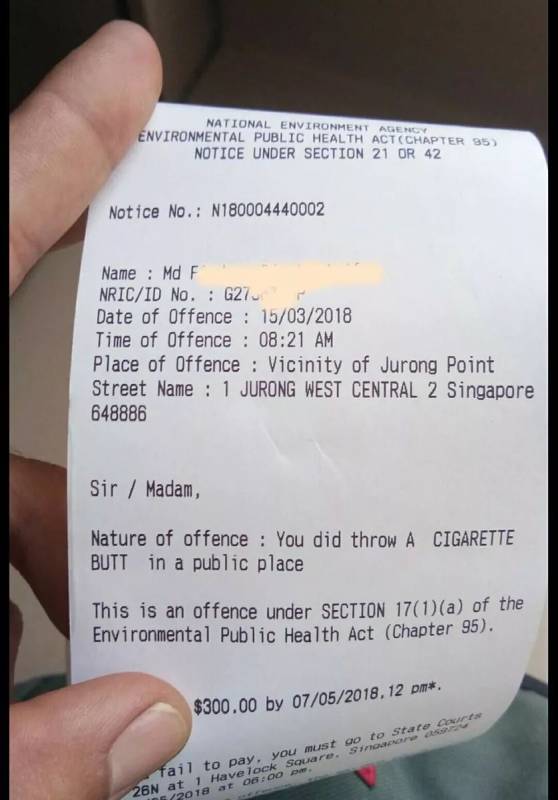 NATIONAL ENVIRONMENT AGENCY
ENVIRONMENTAL PUBLIC HEALTH ACT(CHAPTER 95)
NOTICE UNDER SECTION 21 OR 42
Notice No.: N180004440002
Name : Md
NRIC/ID No. : G27
Date of Offence : 15/03/2018
Time of Offence : 08:21 AM
Place of Offence : Vicinity of Jurong Point
Street Name : 1 JURONG WEST CENTRAL 2 Singapore
648886
Sir / Madam,
Nature of offence : You did throw A CIGARETTE
BUTT in a public place
This is an offence under SECTION 17(1)(a) of the
Environmental Public Health Act (Chapter 95).
$300.00 by 07/05/2018,12 pm*.
fail to pay, you must go to State Courts
26N at 1 Havelock Square, Singapore 059724
/2018 at 06:00 pm.